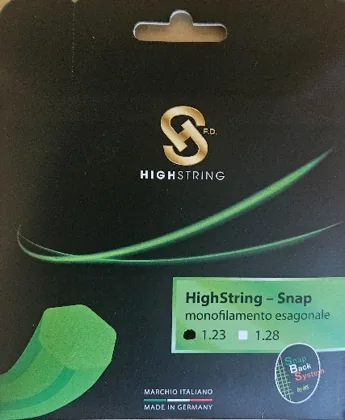 F.D.
HIGHSTRING
HighString – Snap
monofilamento esagonale
1.23 1.28
Snap
Back
System
MARCHIO ITALIANO
MADE IN GERMANY